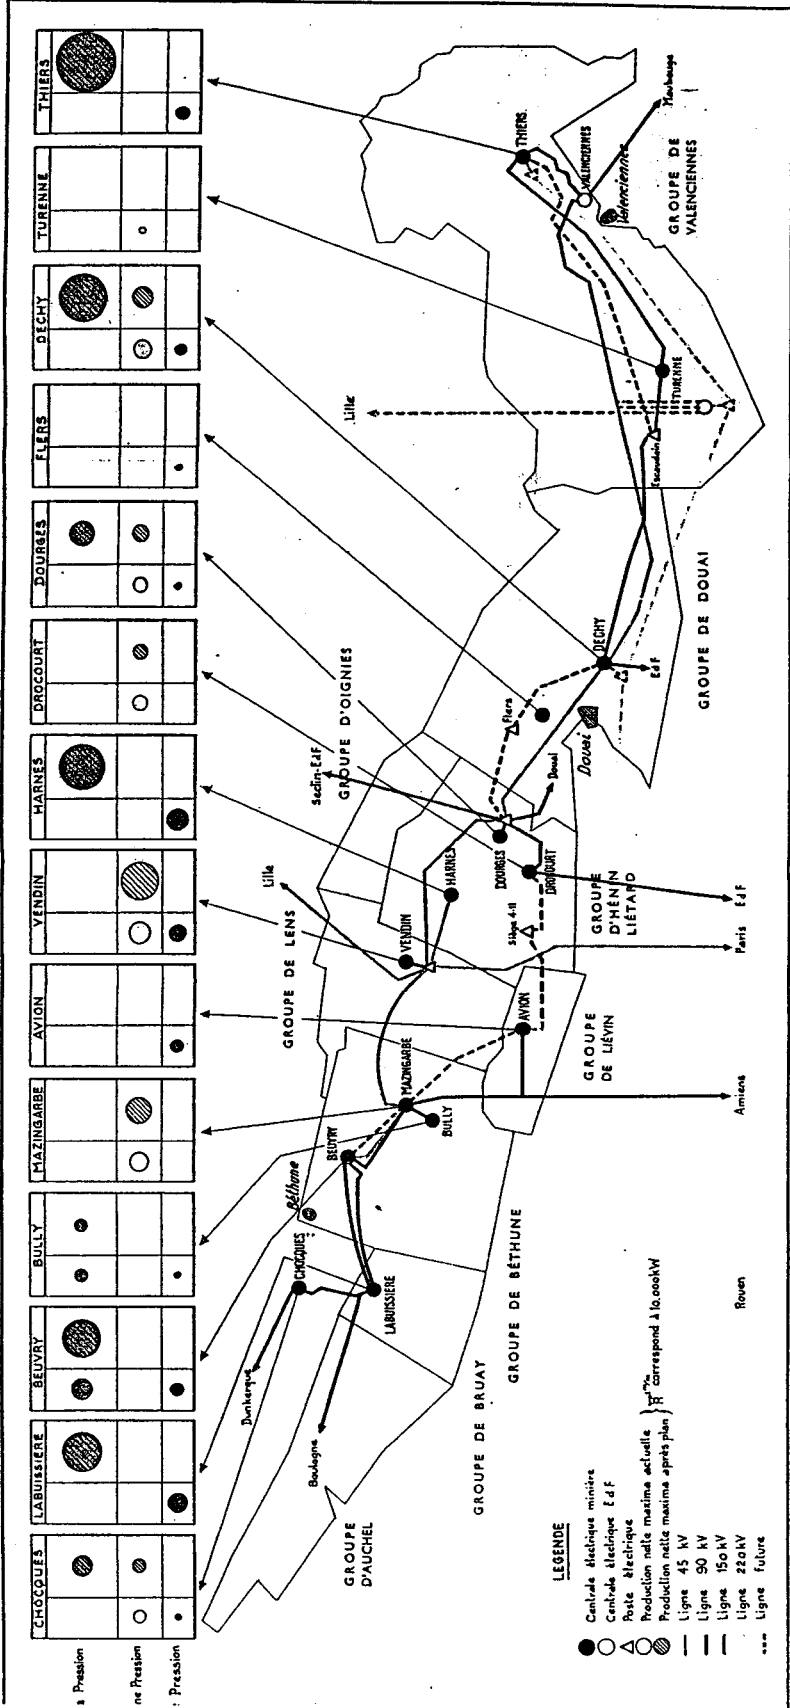 CHOCQUES
LABUISSIERE
BEUVRY
BULLY
MAZINGARBE
AVION
VENDIN
HARNES
DROCOURT
DOURGES
FLERS
DECHY
TURENNE
THIERS
Pression
ne Pression
Pression
Dunkerque
Boulogne
CHOCQUES
LABUISSIERE
Béthune
BEUVRY
MAZINGARBE
BULLY
GROUPE DE LENS
Lille
VENDIN
HARNES
AVION
Siège 4-11
Seclin-EdF
GROUPE D'OIGNIES
DOURGES
DROCOURT
Douai
Flers
Douai
DECHY
EdF
Lille
Escaudain
TURENNE
THIERS
VALENCIENNES
Valenciennes
Maubeuge
GROUPE
D'AUCHEL
GROUPE DE BRUAY
GROUPE DE BÉTHUNE
GROUPE
DE LIÉVIN
GROUPE
D'HÉNIN
LIÉTARD
GROUPE DE DOUAI
GROUPE DE
VALENCIENNES
Rouen
Amiens
Paris
EdF
LEGENDE
Centrale électrique minière
Centrale électrique EdF
Poste électrique
Production nette maxima actuelle
Production nette maxima après plan
correspond à 10.000kW
Ligne 45 kV
Ligne 90 kV
Ligne 150 kV
Ligne 220 kV
Ligne future